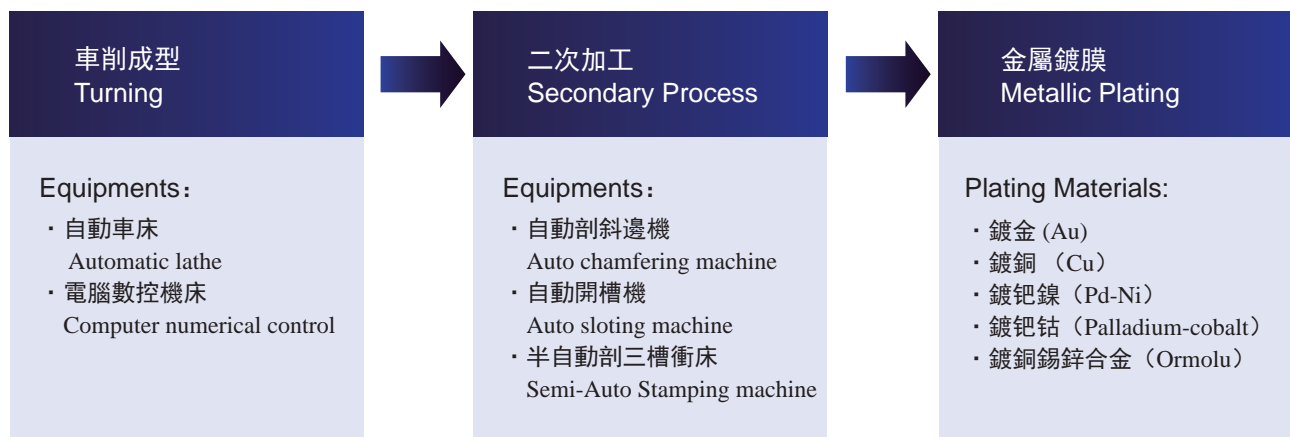 車削成型
Turning
Equipments：
・自動車床
Automatic lathe
・電腦數控機床
Computer numerical control
二次加工
Secondary Process
Equipments：
・自動剖斜邊機
Auto chamfering machine
・自動開槽機
Auto sloting machine
・半自動剖三槽衝床
Semi-Auto Stamping machine
金屬鍍膜
Metallic Plating
Plating Materials:
・鍍金 (Au)
・鍍銅 （Cu）
・鍍钯鎳（Pd-Ni）
・鍍钯钴（Palladium-cobalt）
・鍍銅錫鋅合金（Ormolu）